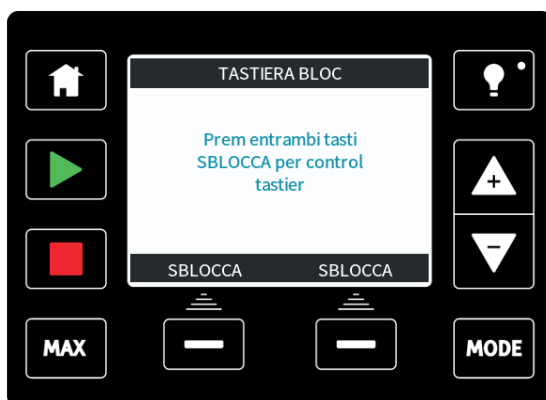 TASTIERA BLOC
Prem entrambi tasti
SBLOCCA per control
tastier
SBLOCCA SBLOCCA
+
-
MAX
MODE